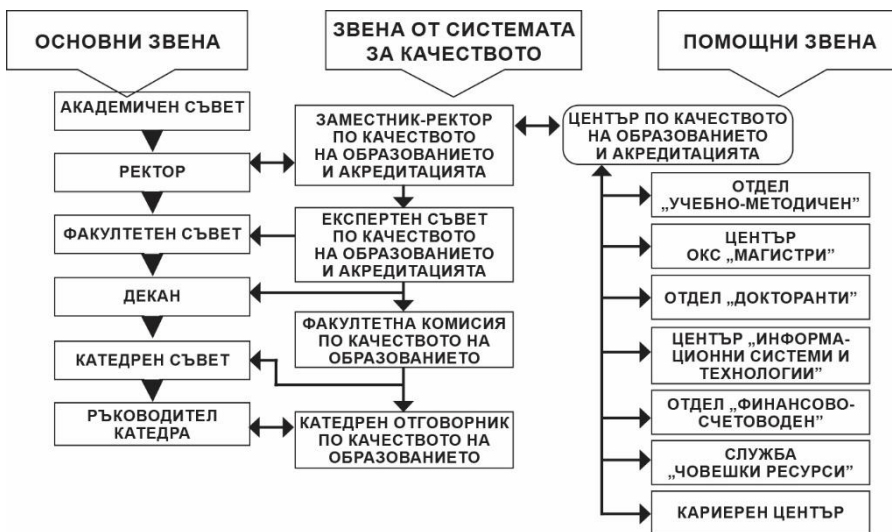 ОСНОВНИ ЗВЕНА
ЗВЕНА ОТ СИСТЕМАТА
ЗА КАЧЕСТВОТО
ПОМОЩНИ ЗВЕНА
АКАДЕМИЧЕН СЪВЕТ
РЕКТОР
ФАКУЛТЕТЕН СЪВЕТ
ДЕКАН
КАТЕДРЕН СЪВЕТ
РЪКОВОДИТЕЛ
КАТЕДРА
ЗАМЕСТНИК-РЕКТОР
ПО КАЧЕСТВОТО
НА ОБРАЗОВАНИЕТО
И АКРЕДИТАЦИЯТА
ЕКСПЕРТЕН СЪВЕТ
ПО КАЧЕСТВОТО
НА ОБРАЗОВАНИЕТО
И АКРЕДИТАЦИЯТА
ФАКУЛТЕТНА КОМИСИЯ
ПО КАЧЕСТВОТО НА
ОБРАЗОВАНИЕТО
КАТЕДРЕН ОТГОВОРНИК
ПО КАЧЕСТВОТО НА
ОБРАЗОВАНИЕТО
ЦЕНТЪР ПО КАЧЕСТВОТО
НА ОБРАЗОВАНИЕТО
И АКРЕДИТАЦИЯТА
ОТДЕЛ
„УЧЕБНО-МЕТОДИЧЕН”
ЦЕНТЪР
ОКС „МАГИСТРИ”
ОТДЕЛ „ДОКТОРАНТИ”
ЦЕНТЪР „ИНФОРМА-
ЦИОННИ СИСТЕМИ И
ТЕХНОЛОГИИ”
ОТДЕЛ „ФИНАНСОВО-
СЧЕТОВОДЕН”
СЛУЖБА
„ЧОВЕШКИ РЕСУРСИ”
КАРИЕРЕН ЦЕНТЪР